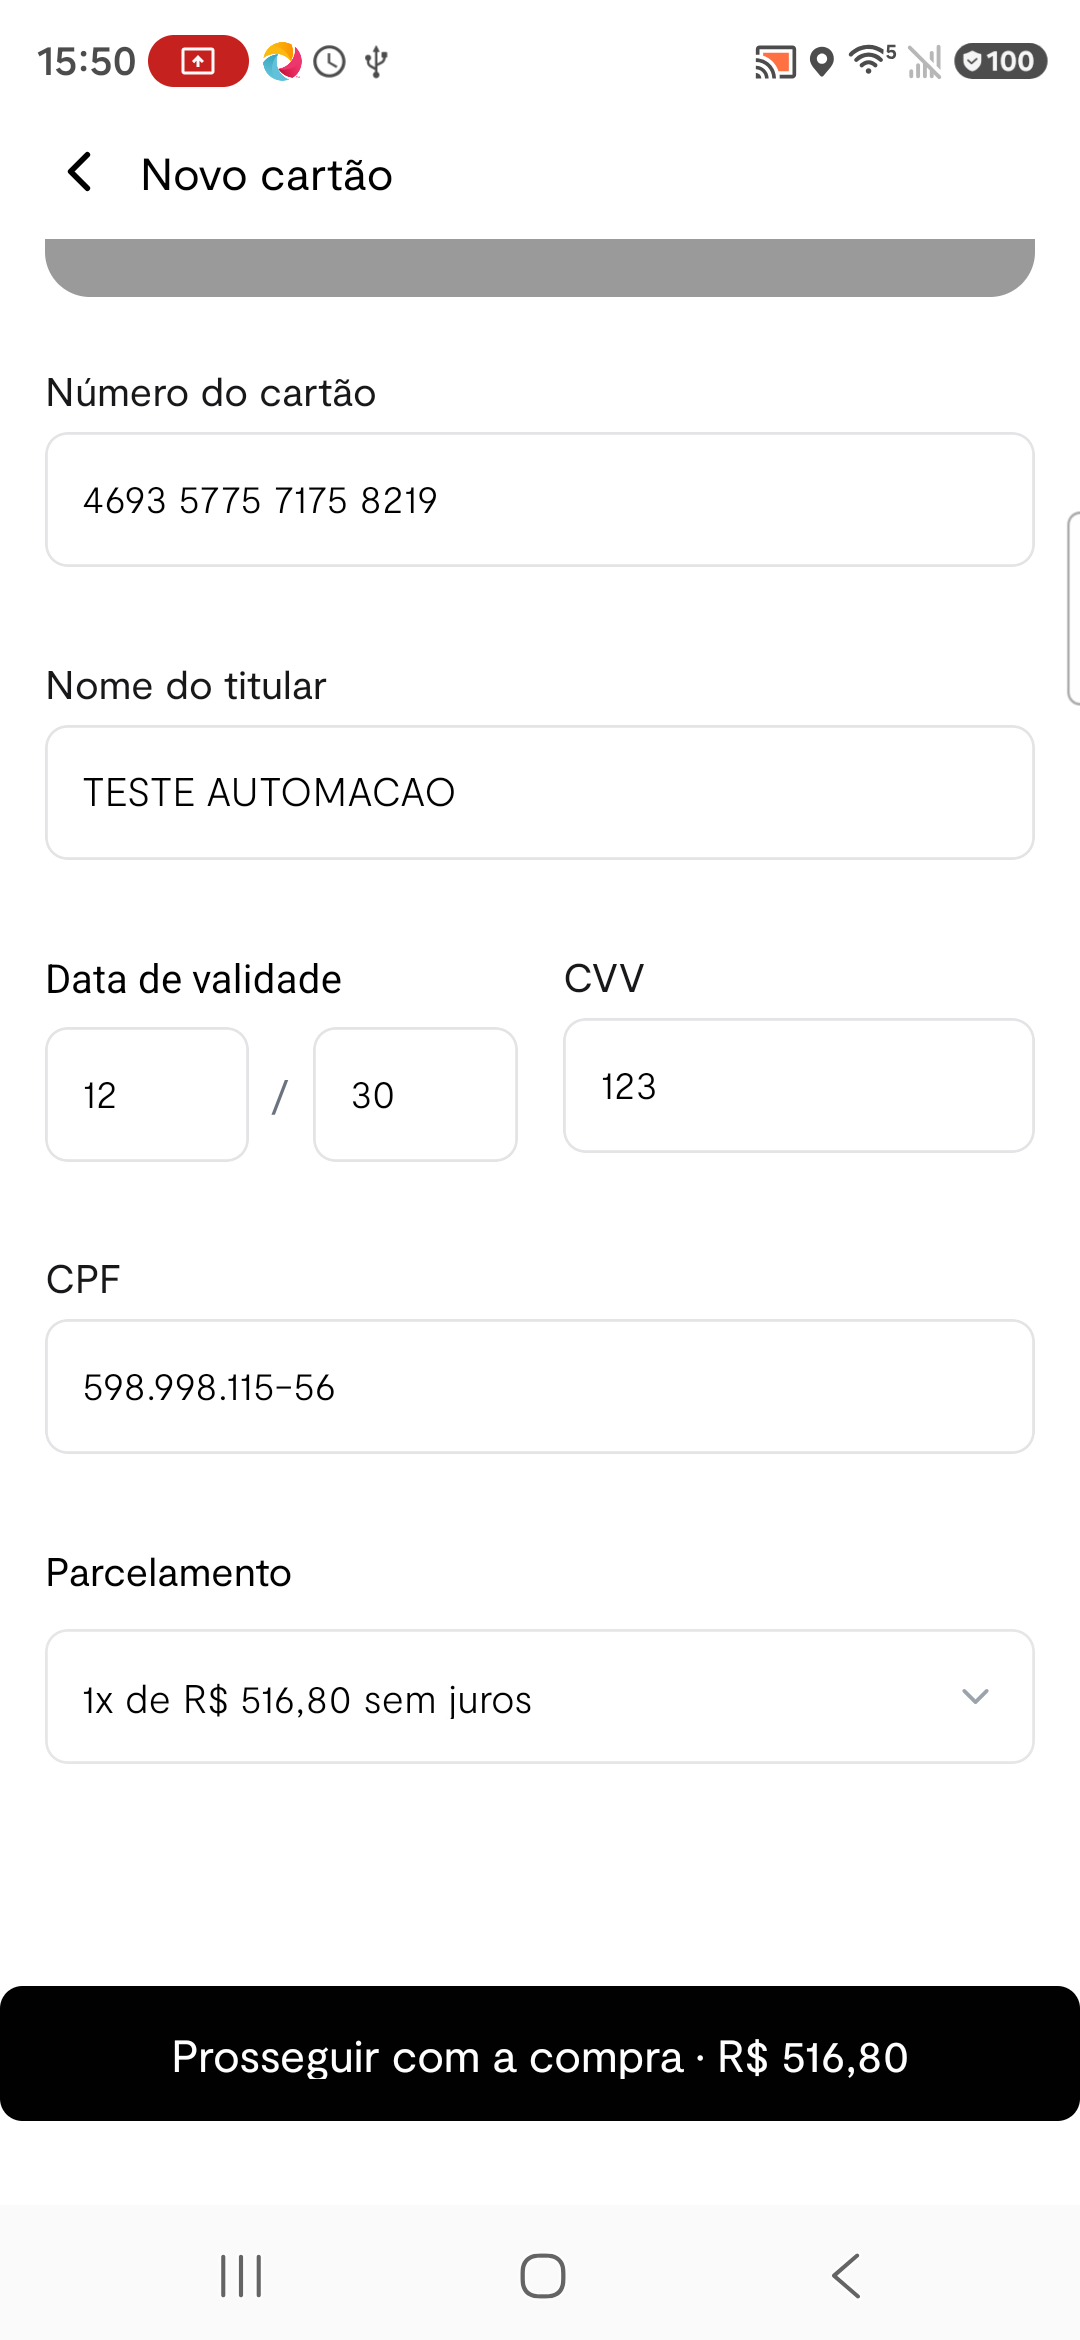 15:50
5
100
Novo cartão
Número do cartão
4693 5775 7175 8219
Nome do titular
TESTE AUTOMACAO
Data de validade
CVV
12 / 30
123
CPF
598.998.115-56
Parcelamento
1x de R$ 516,80 sem juros
Prosseguir com a compra · R$ 516,80